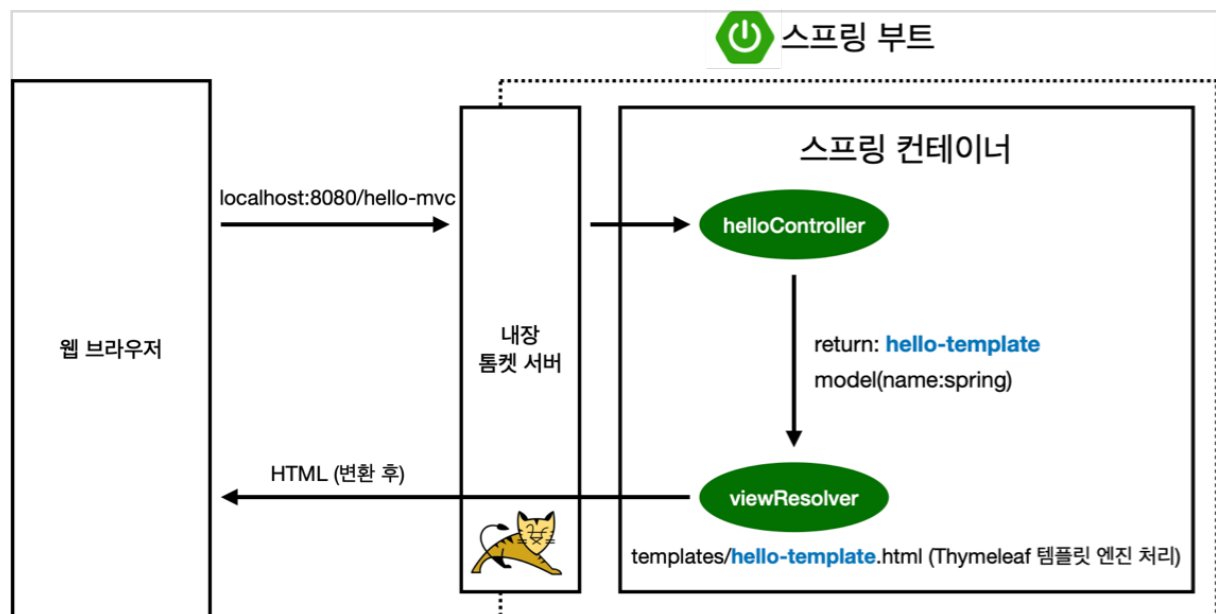 스프링 부트
스프링 컨테이너
localhost:8080/hello-mvc
helloController
웹 브라우저
내장
톰켓 서버
return: hello-template
model(name:spring)
HTML (변환 후)
viewResolver
templates/hello-template.html (Thymeleaf 템플릿 엔진 처리)